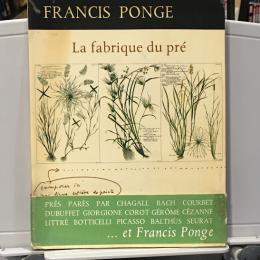 FRANCIS PONGE
La fabrique du pré
PRÉS PARÉS PAR CHAGALL BACH COURBET
DUBUFFET GIORGIONE COROT GÉRÔME CÉZANNE
LITTRÉ BOTTICELLI PICASSO BALTHUS SEURAT
... et Francis Ponge